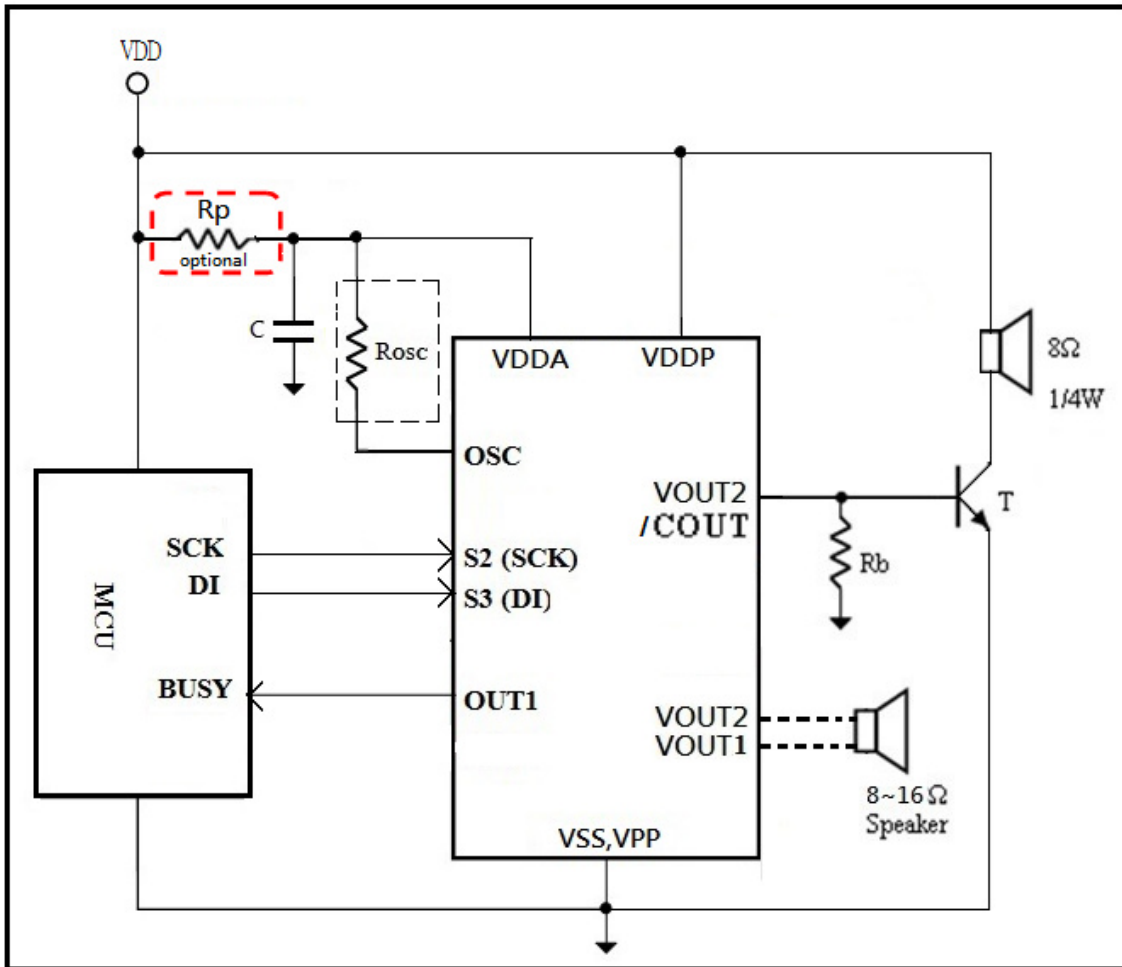 VDD
Rp
optional
C
Rosc
VDDA
VDDP
8Ω
1/4W
OSC
VOUT2
/COUT
T
Rb
SCK
DI
MCU
BUSY
S2 (SCK)
S3 (DI)
OUT1
VOUT2
VOUT1
8~16 Ω
Speaker
VSS,VPP